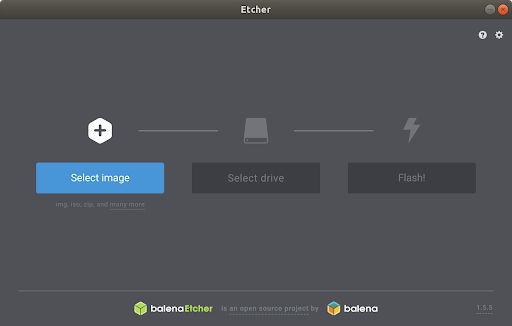 Etcher
Select image
Select drive
Flash!
img, iso, zip, and many more
balenaEtcher is an open source project by balena
1.5.5